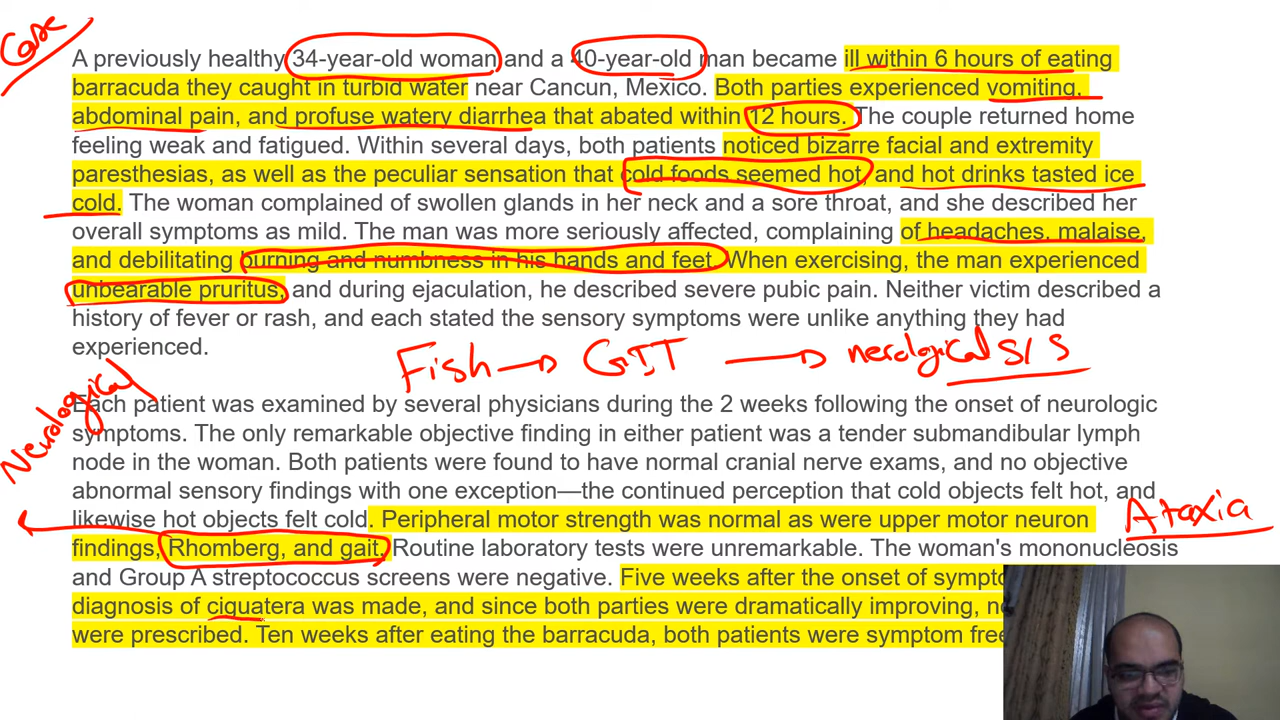 Case
A previously healthy 34-year-old woman and a 40-year-old man became ill within 6 hours of eating
barracuda they caught in turbid water near Cancun, Mexico. Both parties experienced vomiting,
abdominal pain, and profuse watery diarrhea that abated within 12 hours. The couple returned home
feeling weak and fatigued. Within several days, both patients noticed bizarre facial and extremity
paresthesias, as well as the peculiar sensation that cold foods seemed hot, and hot drinks tasted ice
cold. The woman complained of swollen glands in her neck and a sore throat, and she described her
overall symptoms as mild. The man was more seriously affected, complaining of headaches, malaise,
and debilitating burning and numbness in his hands and feet. When exercising, the man experienced
unbearable pruritus, and during ejaculation, he described severe pubic pain. Neither victim described a
history of fever or rash, and each stated the sensory symptoms were unlike anything they had
experienced.
Fish → GIT → nerological S/S
Nerological
Each patient was examined by several physicians during the 2 weeks following the onset of neurologic
symptoms. The only remarkable objective finding in either patient was a tender submandibular lymph
node in the woman. Both patients were found to have normal cranial nerve exams, and no objective
abnormal sensory findings with one exception—the continued perception that cold objects felt hot, and
likewise hot objects felt cold. Peripheral motor strength was normal as were upper motor neuron
Ataxia
findings, Rhomberg, and gait. Routine laboratory tests were unremarkable. The woman's mononucleosis
and Group A streptococcus screens were negative. Five weeks after the onset of
diagnosis of ciguatera was made, and since both parties were dramatically improving,
were prescribed. Ten weeks after eating the barracuda, both patients were symptom